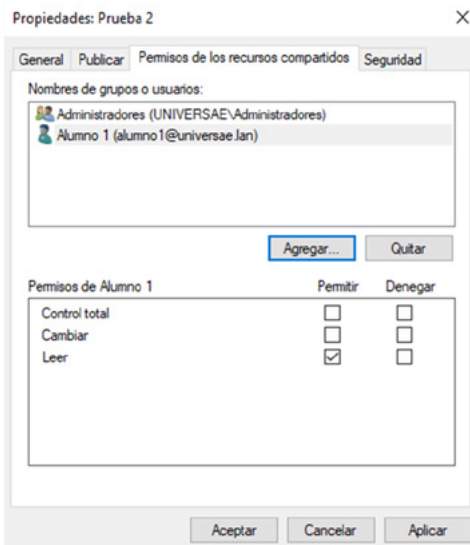 Propiedades: Prueba 2
General Publicar Permisos de los recursos compartidos Seguridad
Nombres de grupos o usuarios:
Administradores (UNIVERSAE\Administradores)
Alumno 1 (alumno1@universae.lan)
Agregar... Quitar
Permisos de Alumno 1 Permitir Denegar
Control total
Cambiar
Leer
Aceptar Cancelar Aplicar